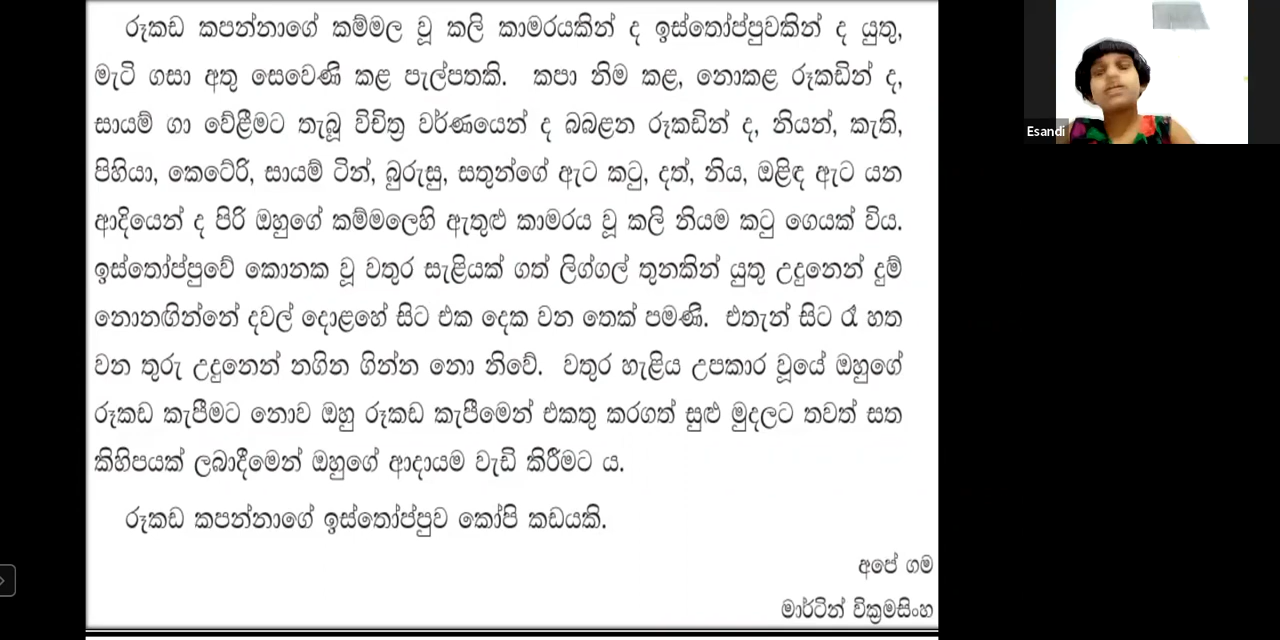 රූකඩ කපන්නාගේ කම්මල වූ කලි කාමරයකින් ද ඉස්තෝප්පුවකින් ද යුතු,
මැටි ගසා අතු සෙවෙණි කළ පැල්පතකි. කපා නිම කළ, නොකළ රූකඩින් ද,
සායම් ගා වේළීමට තැබූ විචිත්‍ර වර්ණයෙන් ද බබළන රූකඩින් ද, නියන්, කැති,
පිහියා, කෙටේරි, සායම් ටින්, බුරුසු, සතුන්ගේ ඇට කටු, දත්, නිය, ඔළිඳ ඇට යන
ආදියෙන් ද පිරි ඔහුගේ කම්මලෙහි ඇතුළු කාමරය වූ කලි නියම කටු ගෙයක් විය.
ඉස්තෝප්පුවේ කොනක වූ වතුර සැළියක් ගත් ලිග්ගල් තුනකින් යුතු උදුනෙන් දුම්
නොනඟින්නේ දවල් දොළහේ සිට එක දෙක වන තෙක් පමණි. එතැන් සිට රෑ හත
වන තුරු උදුනෙන් නගින ගින්න නො නිවේ. වතුර හැළිය උපකාර වූයේ ඔහුගේ
රූකඩ කැපීමට නොව ඔහු රූකඩ කැපීමෙන් එකතු කරගත් සුළු මුදලට තවත් සත
කිහිපයක් ලබාදීමෙන් ඔහුගේ ආදායම වැඩි කිරීමට ය.
රූකඩ කපන්නාගේ ඉස්තෝප්පුව කෝපි කඩයකි.
අපේ ගම
මාර්ටින් වික්‍රමසිංහ
Esandi